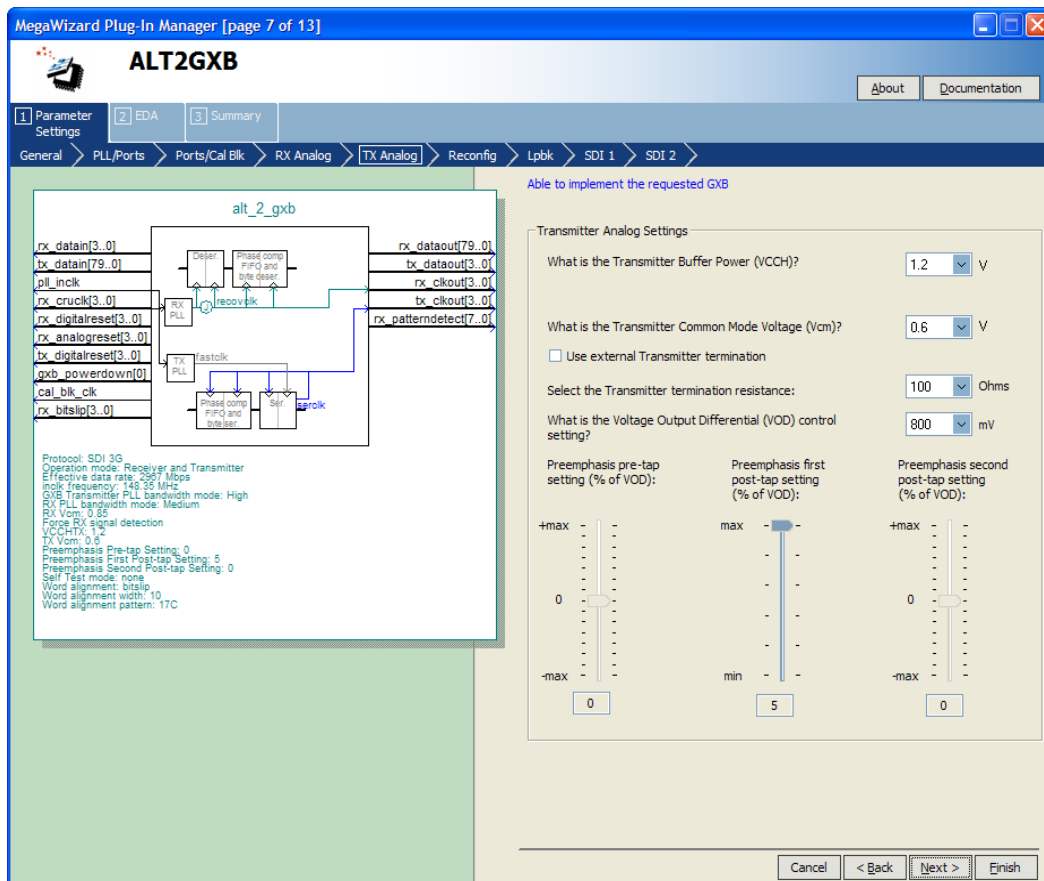 MegaWizard Plug-In Manager [page 7 of 13]
ALT2GXB
About
Documentation
1 Parameter Settings
2 EDA
3 Summary
General
PLL/Ports
Ports/Cal Blk
RX Analog
TX Analog
Reconfig
Lpbk
SDI 1
SDI 2
alt_2_gxb
rx_datain[3..0]
tx_datain[79..0]
pll_inclk
rx_cruclk[3..0]
rx_digitalreset[3..0]
rx_analogreset[3..0]
tx_digitalreset[3..0]
gxb_powerdown[0]
cal_blk_clk
rx_bitslip[3..0]
Deser.
Phase comp
FIFO and
byte deser.
RX
PLL
recovclk
TX
PLL
fastclk
Phase comp
FIFO and
byte ser.
Ser.
serclk
rx_dataout[79..0]
tx_dataout[3..0]
rx_clkout[3..0]
tx_clkout[3..0]
rx_patterndetect[7..0]
Protocol: SDI 3G
Operation mode: Receiver and Transmitter
Effective data rate: 2967 Mbps
inclk frequency: 148.35 MHz
GXB Transmitter PLL bandwidth mode: High
RX PLL bandwidth mode: Medium
RX Vcm: 0.85
Force RX signal detection
VCCHTX: 1.2
TX Vcm: 0.6
Preemphasis Pre-tap Setting: 0
Preemphasis First Post-tap Setting: 5
Preemphasis Second Post-tap Setting: 0
Self Test mode: none
Word alignment: bitslip
Word alignment width: 10
Word alignment pattern: 17C
Able to implement the requested GXB
Transmitter Analog Settings
What is the Transmitter Buffer Power (VCCH)? 1.2 V
What is the Transmitter Common Mode Voltage (Vcm)? 0.6 V
Use external Transmitter termination
Select the Transmitter termination resistance: 100 Ohms
What is the Voltage Output Differential (VOD) control
setting? 800 mV
Preemphasis pre-tap
setting (% of VOD):
+max
0
-max
0
Preemphasis first
post-tap setting
(% of VOD):
max
min
5
Preemphasis second
post-tap setting
(% of VOD):
+max
0
-max
0
Cancel
< Back
Next >
Finish